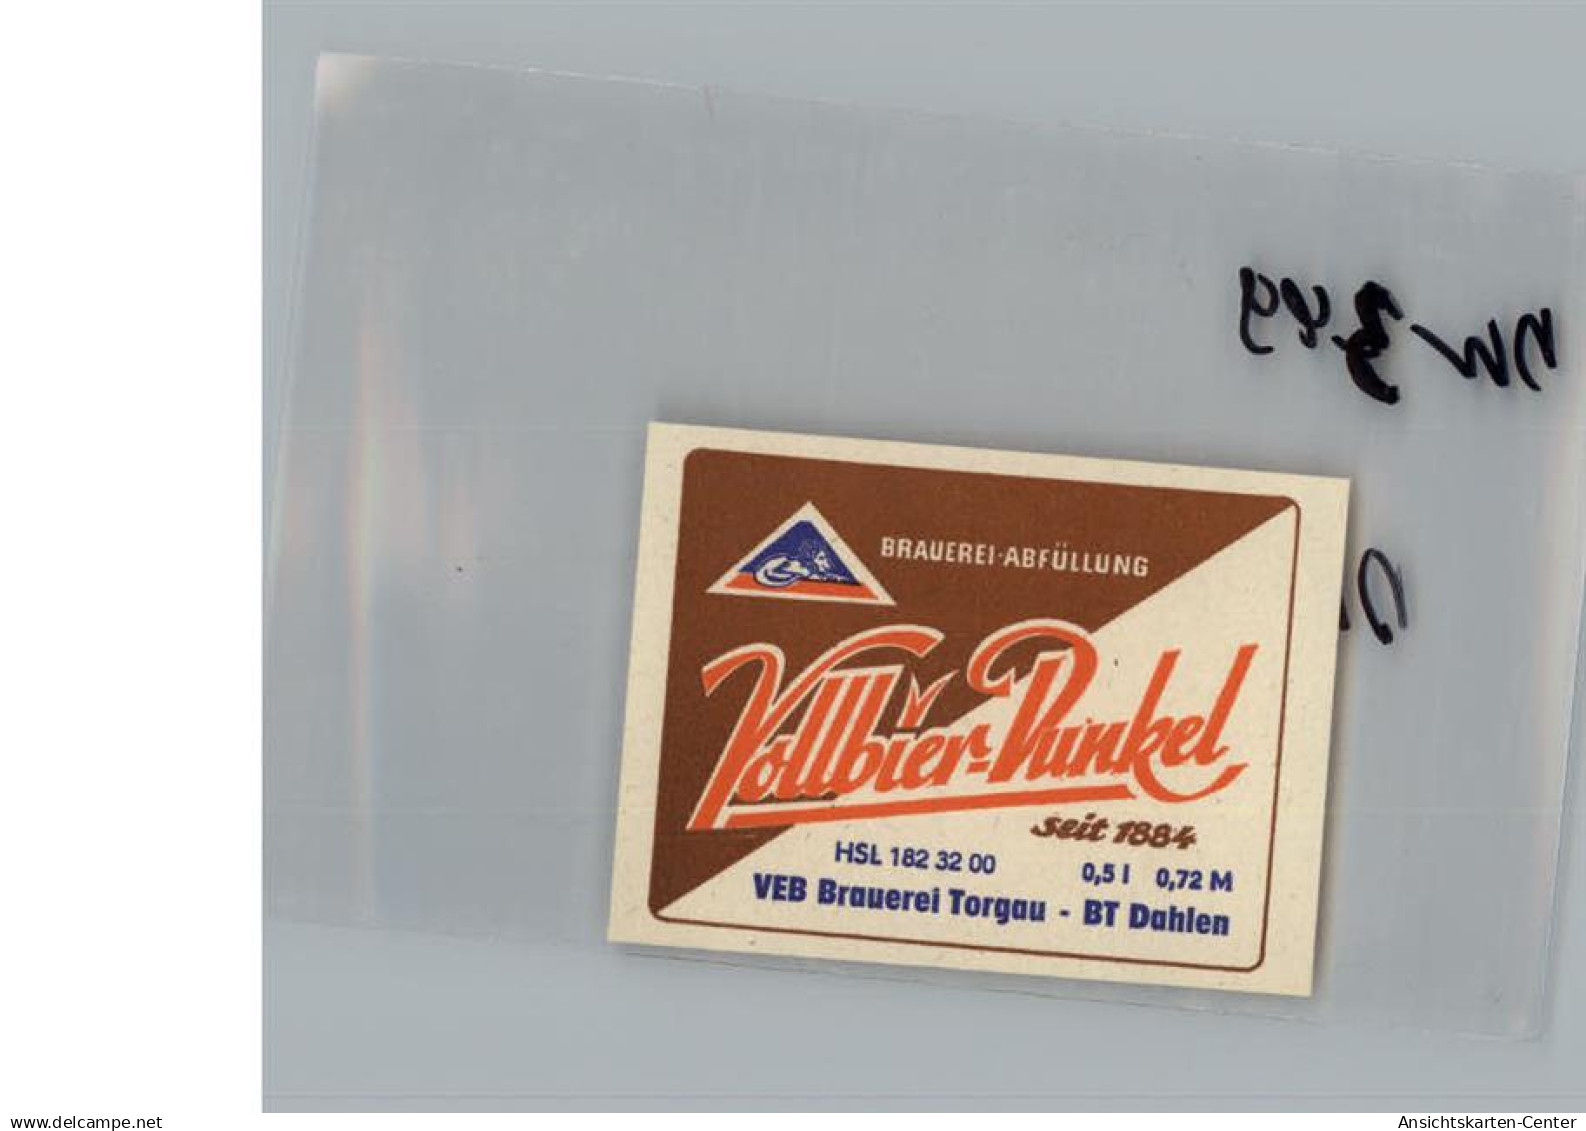 BRAUEREI-ABFÜLLUNG
Vollbier-Dunkel
seit 1884
HSL 182 32 00 0,5 l 0,72 M
VEB Brauerei Torgau - BT Dahlen
www.delcampe.net
Ansichtskarten-Center